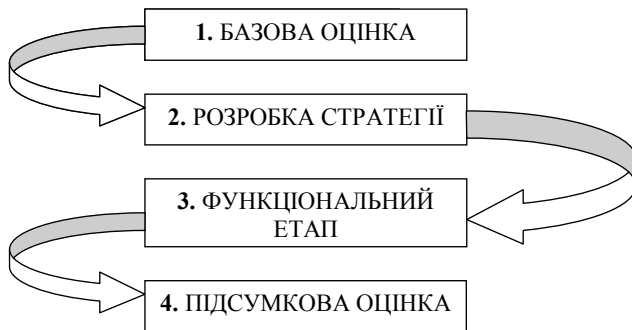 1. БАЗОВА ОЦІНКА
2. РОЗРОБКА СТРАТЕГІЇ
3. ФУНКЦІОНАЛЬНИЙ
ЕТАП
4. ПІДСУМКОВА ОЦІНКА